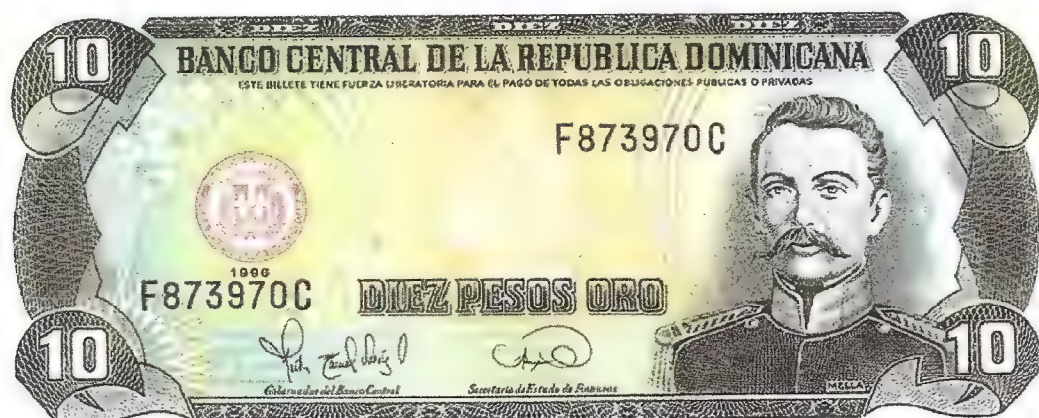 DIEZ DIEZ DIEZ
10 10
BANCO CENTRAL DE LA REPUBLICA DOMINICANA
ESTE BILLETE TIENE FUERZA LIBERATORIA PARA EL PAGO DE TODAS LAS OBLIGACIONES PUBLICAS O PRIVADAS
F873970C
F873970C
DIEZ PESOS ORO
Gobernador del Banco Central Secretario de Estado de Finanzas
MELLA
10 10